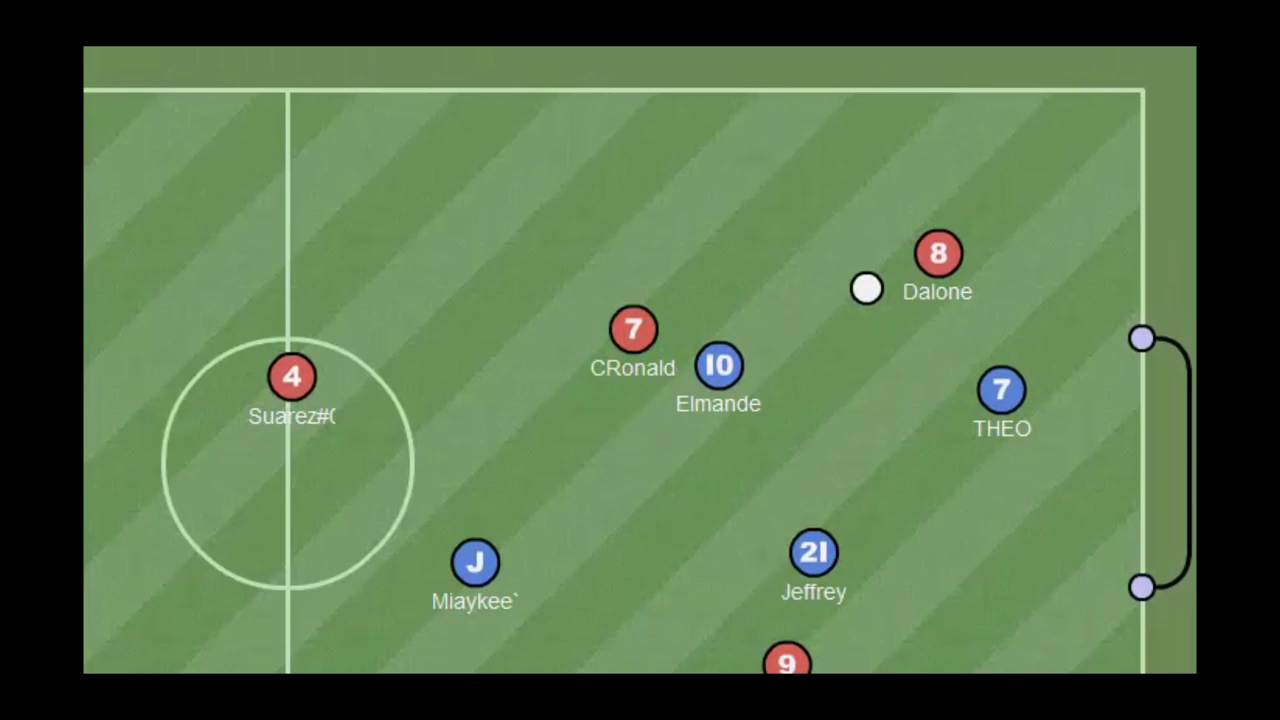 8
Dalone
7
CRonald
10
Elmande
4
Suarez#(
7
THEO
J
Miaykee`
21
Jeffrey
9